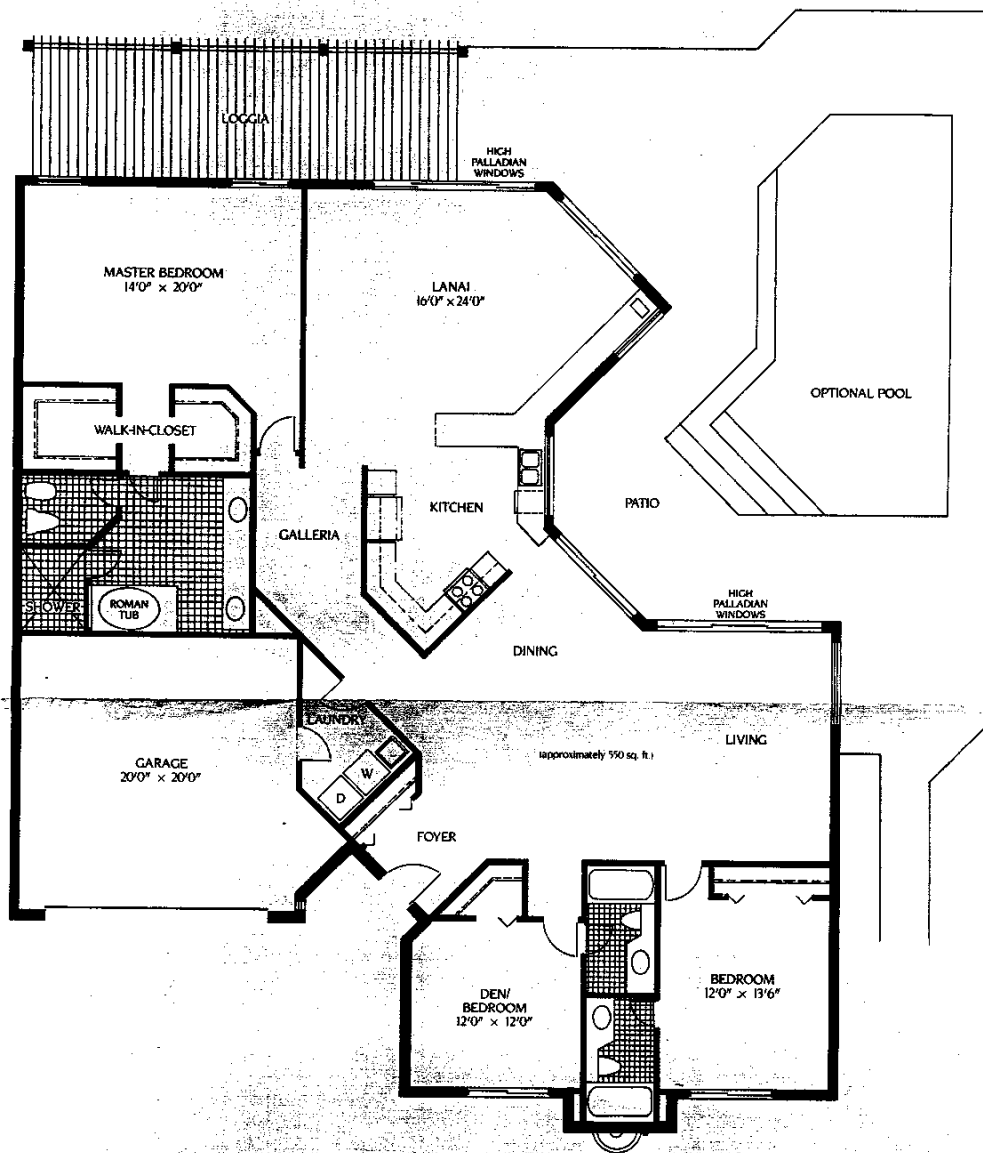 LOGGIA
HIGH
PALLADIAN
WINDOWS
MASTER BEDROOM
14'0" × 20'0"
LANAI
16'0" × 24'0"
OPTIONAL POOL
WALK-IN-CLOSET
KITCHEN
PATIO
GALLERIA
SHOWER
ROMAN
TUB
HIGH
PALLADIAN
WINDOWS
DINING
LAUNDRY
LIVING
(approximately 550 sq. ft.)
GARAGE
20'0" × 20'0"
W
D
FOYER
DEN/
BEDROOM
12'0" × 12'0"
BEDROOM
12'0" × 13'6"